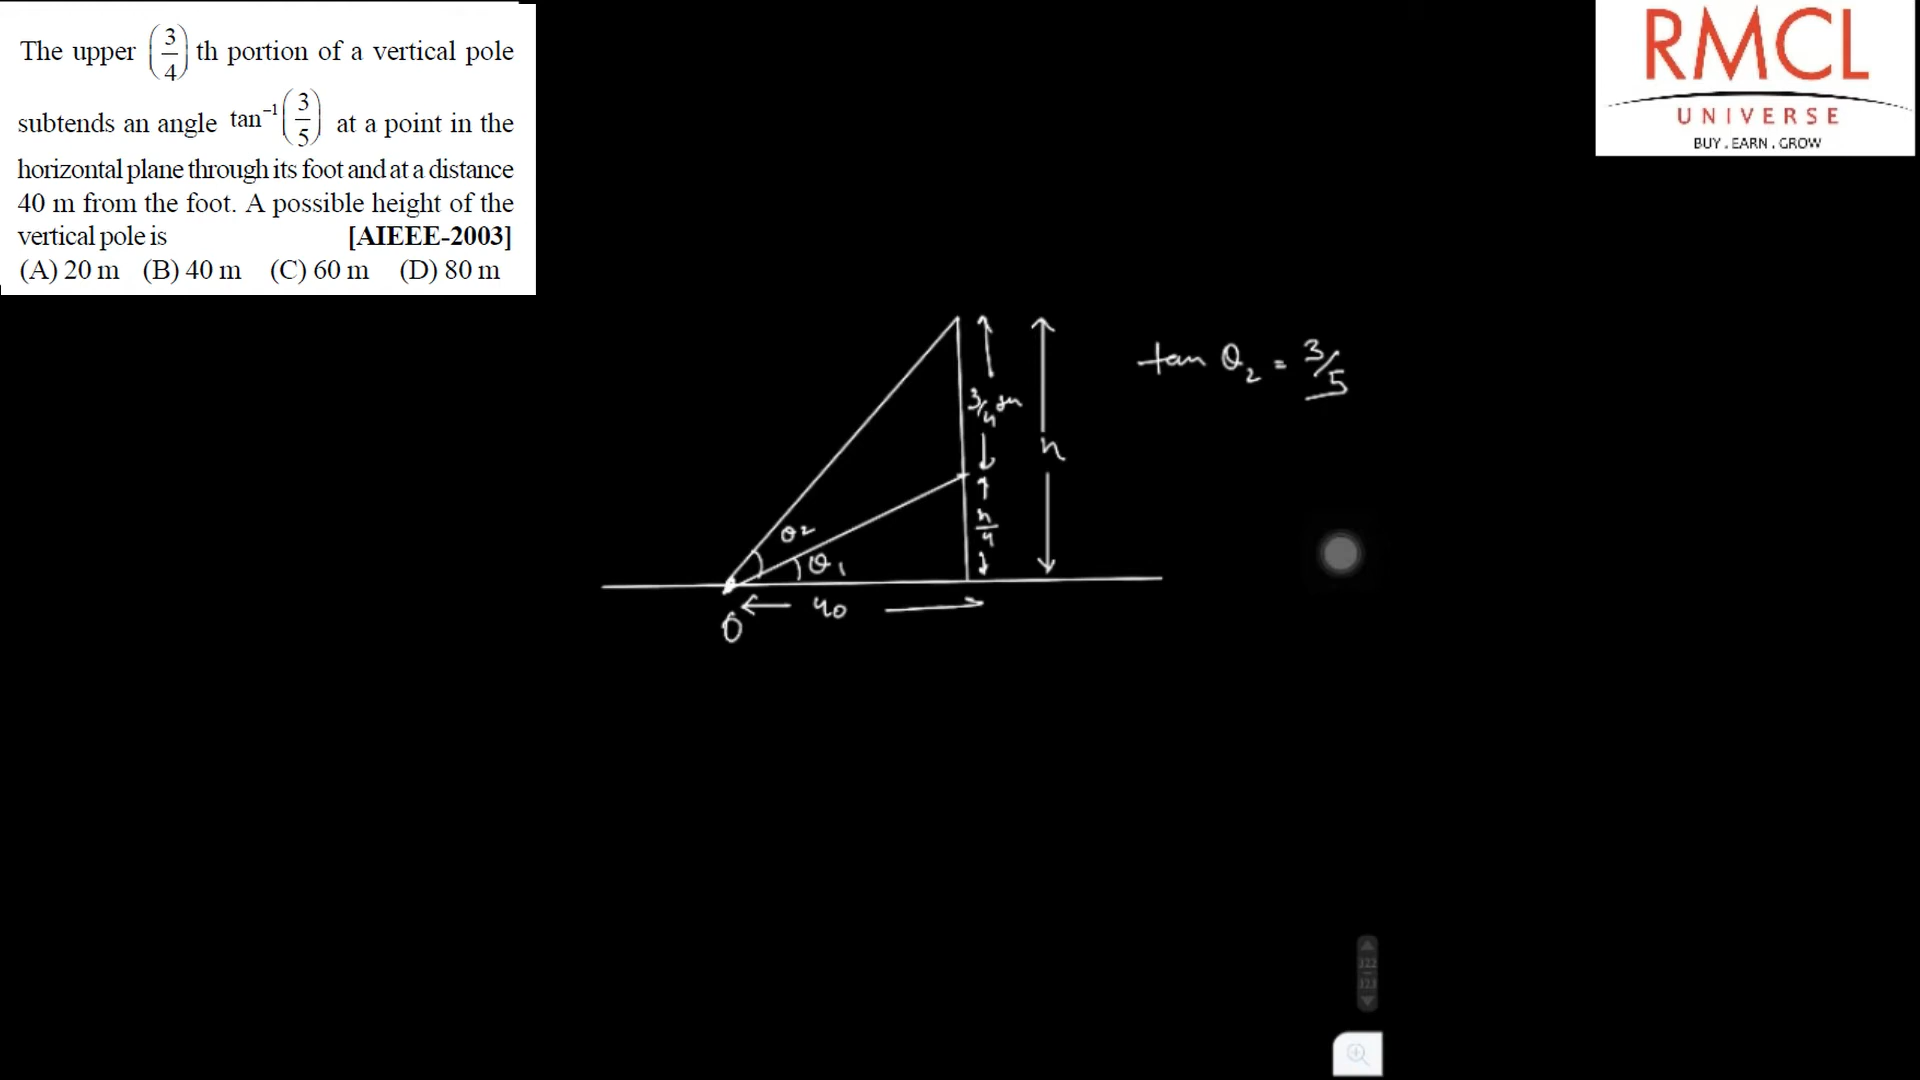 The upper (3/4) th portion of a vertical pole
subtends an angle tan⁻¹(3/5) at a point in the
horizontal plane through its foot and at a distance
40 m from the foot. A possible height of the
vertical pole is [AIEEE-2003]
(A) 20 m (B) 40 m (C) 60 m (D) 80 m
RMCL
UNIVERSE
BUY . EARN . GROW
tan θ₂ = 3/5
3/4
h
h/4
θ2
θ1
40
O
322
323